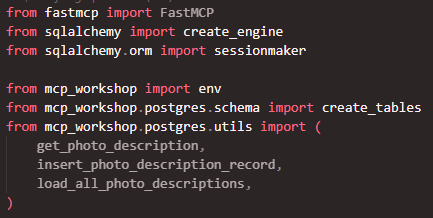 from fastmcp import FastMCP
from sqlalchemy import create_engine
from sqlalchemy.orm import sessionmaker

from mcp_workshop import env
from mcp_workshop.postgres.schema import create_tables
from mcp_workshop.postgres.utils import (
    get_photo_description,
    insert_photo_description_record,
    load_all_photo_descriptions,
)